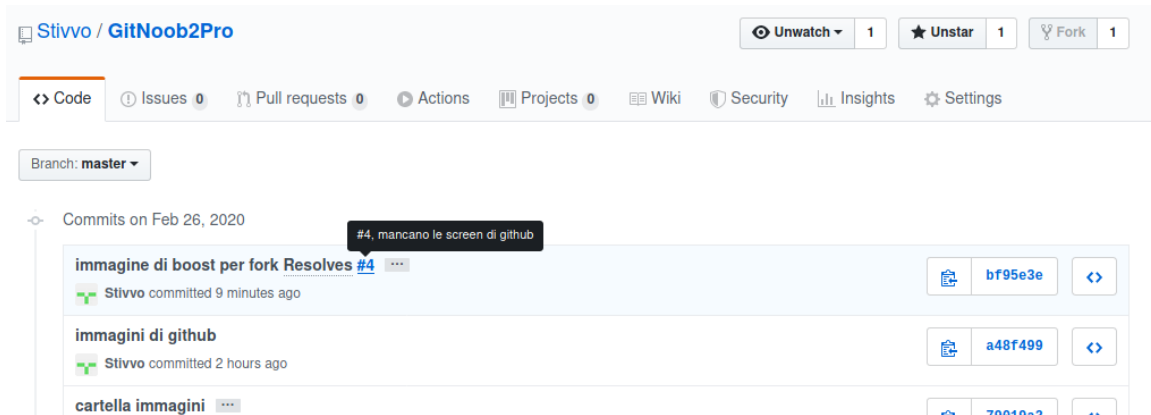 Stivvo / GitNoob2Pro
Unwatch 1 Unstar 1 Fork 1
Code Issues 0 Pull requests 0 Actions Projects 0 Wiki Security Insights Settings
Branch: master
Commits on Feb 26, 2020
#4, mancano le screen di github
immagine di boost per fork Resolves #4 ...
bf95e3e
Stivvo committed 9 minutes ago
immagini di github
a48f499
Stivvo committed 2 hours ago
cartella immagini ...